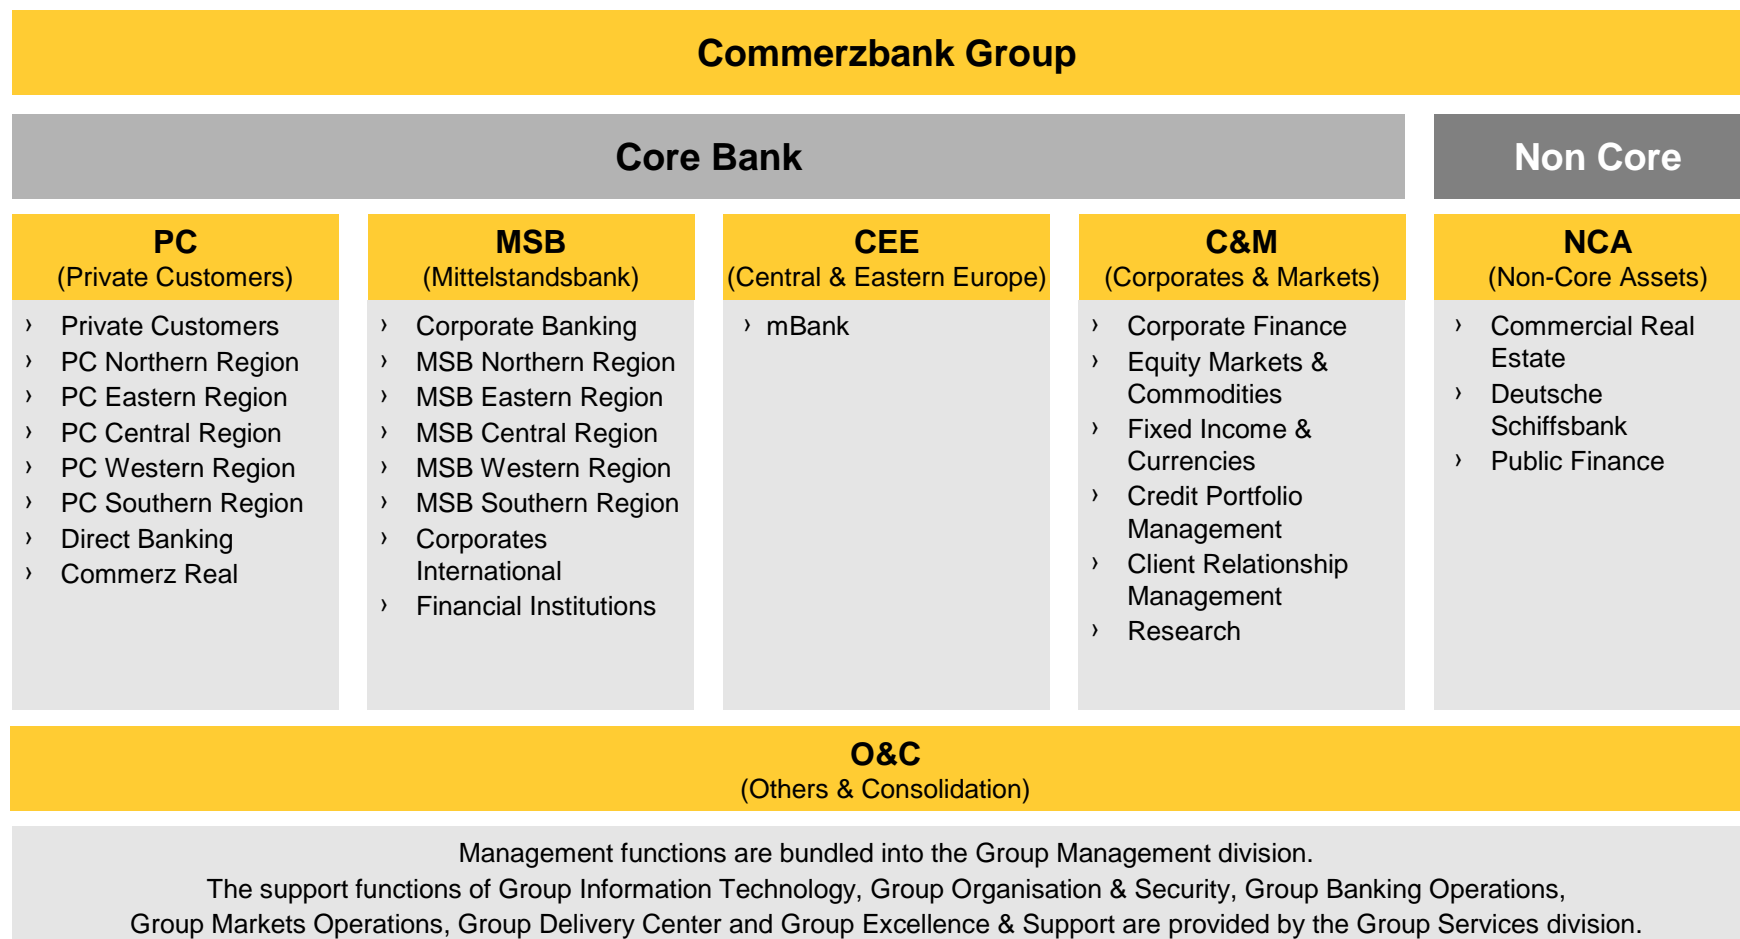 Commerzbank Group
Core Bank
Non Core
PC
(Private Customers)
› Private Customers
› PC Northern Region
› PC Eastern Region
› PC Central Region
› PC Western Region
› PC Southern Region
› Direct Banking
› Commerz Real
MSB
(Mittelstandsbank)
› Corporate Banking
› MSB Northern Region
› MSB Eastern Region
› MSB Central Region
› MSB Western Region
› MSB Southern Region
› Corporates
International
› Financial Institutions
CEE
(Central & Eastern Europe)
› mBank
C&M
(Corporates & Markets)
› Corporate Finance
› Equity Markets &
Commodities
› Fixed Income &
Currencies
› Credit Portfolio
Management
› Client Relationship
Management
› Research
NCA
(Non-Core Assets)
› Commercial Real
Estate
› Deutsche
Schiffsbank
› Public Finance
O&C
(Others & Consolidation)
Management functions are bundled into the Group Management division.
The support functions of Group Information Technology, Group Organisation & Security, Group Banking Operations,
Group Markets Operations, Group Delivery Center and Group Excellence & Support are provided by the Group Services division.